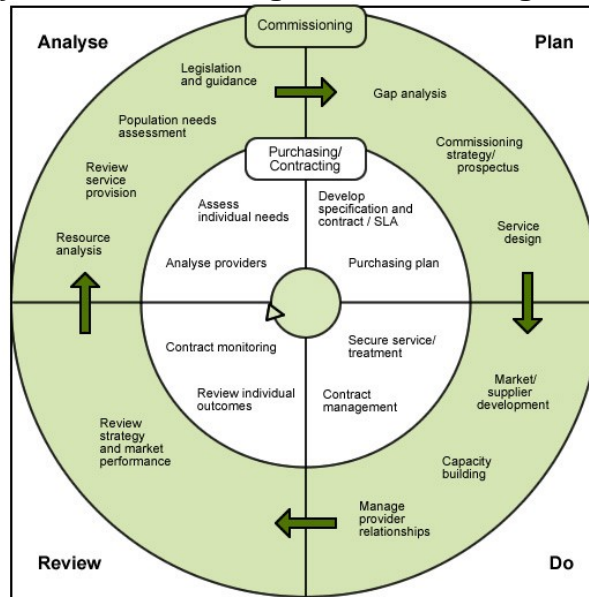 Commissioning
Analyse
Plan
Legislation
and guidance
Gap analysis
Population needs
assessment
Commissioning
strategy/
prospectus
Purchasing/
Contracting
Review
service
provision
Assess
individual needs
Develop
specification and
contract / SLA
Resource
analysis
Service
design
Analyse providers
Purchasing plan
Contract monitoring
Secure service/
treatment
Review individual
outcomes
Contract
management
Market/
supplier
development
Review
strategy
and market
performance
Capacity
building
Manage
provider
relationships
Review
Do